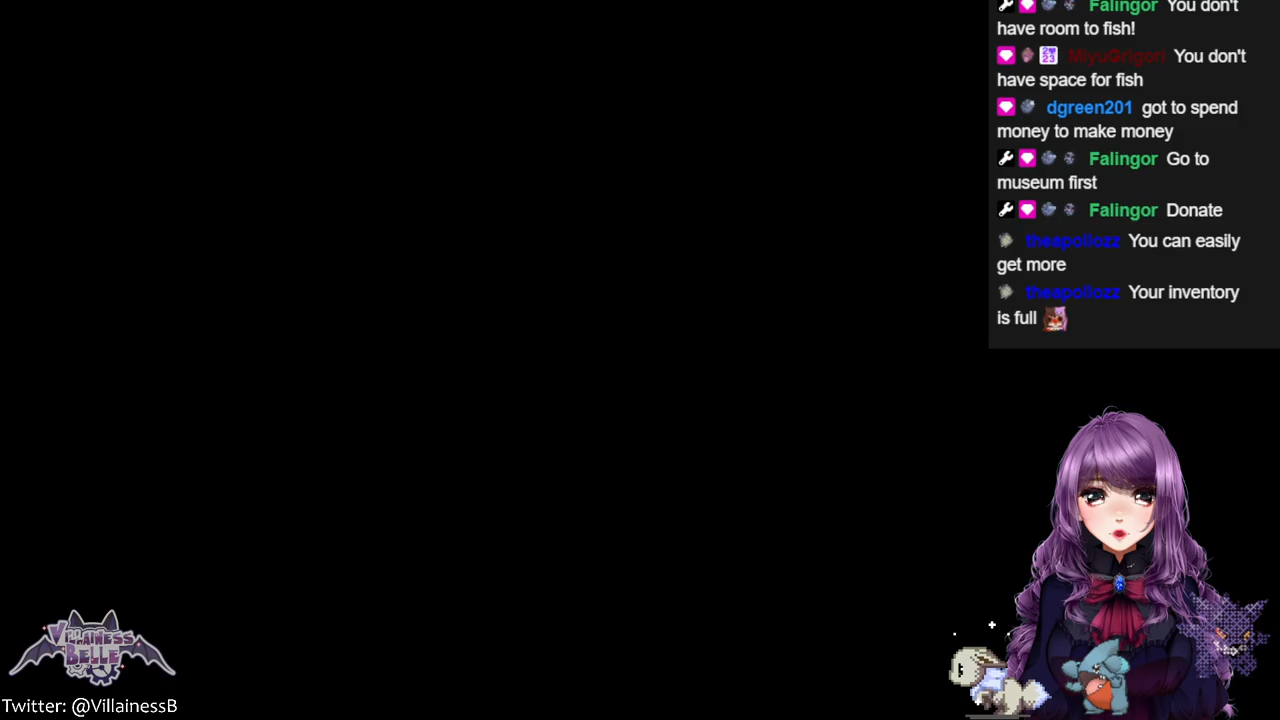 Falingor You don't
have room to fish!
MiyuGrigori You don't
have space for fish
dgreen201 got to spend
money to make money
Falingor Go to
museum first
Falingor Donate
theapollozz You can easily
get more
theapollozz Your inventory
is full
VILLAINESS
BELLE
Twitter: @VillainessB